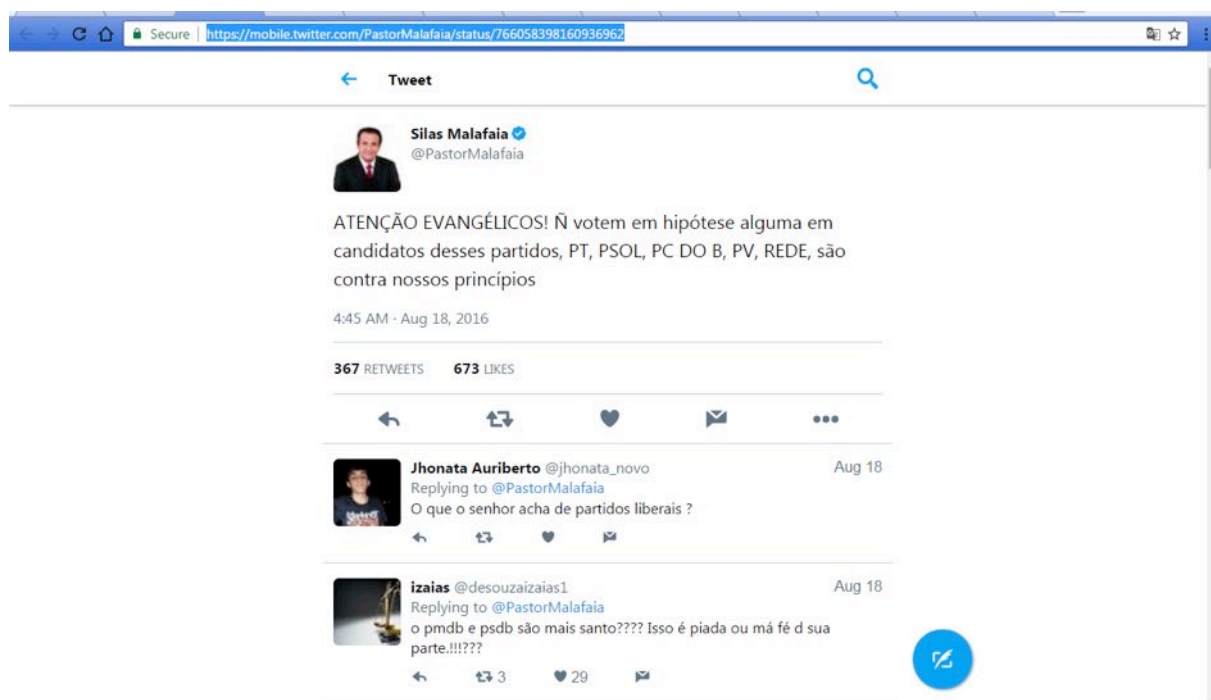 Secure | https://mobile.twitter.com/PastorMalafaia/status/766058398160936962
Tweet
Silas Malafaia
@PastorMalafaia
ATENÇÃO EVANGÉLICOS! Ñ votem em hipótese alguma em
candidatos desses partidos, PT, PSOL, PC DO B, PV, REDE, são
contra nossos princípios
4:45 AM · Aug 18, 2016
367 RETWEETS 673 LIKES
Jhonata Auriberto @jhonata_novo Aug 18
Replying to @PastorMalafaia
O que o senhor acha de partidos liberais ?
izaias @desouzaizaias1 Aug 18
Replying to @PastorMalafaia
o pmdb e psdb são mais santo???? Isso é piada ou má fé d sua
parte.!!!???
3 29